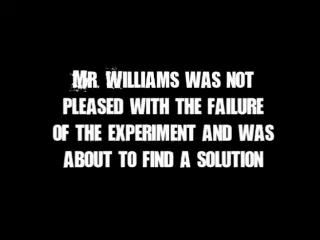 Mr. Williams was not
pleased with the failure
of the experiment and was
about to find a solution